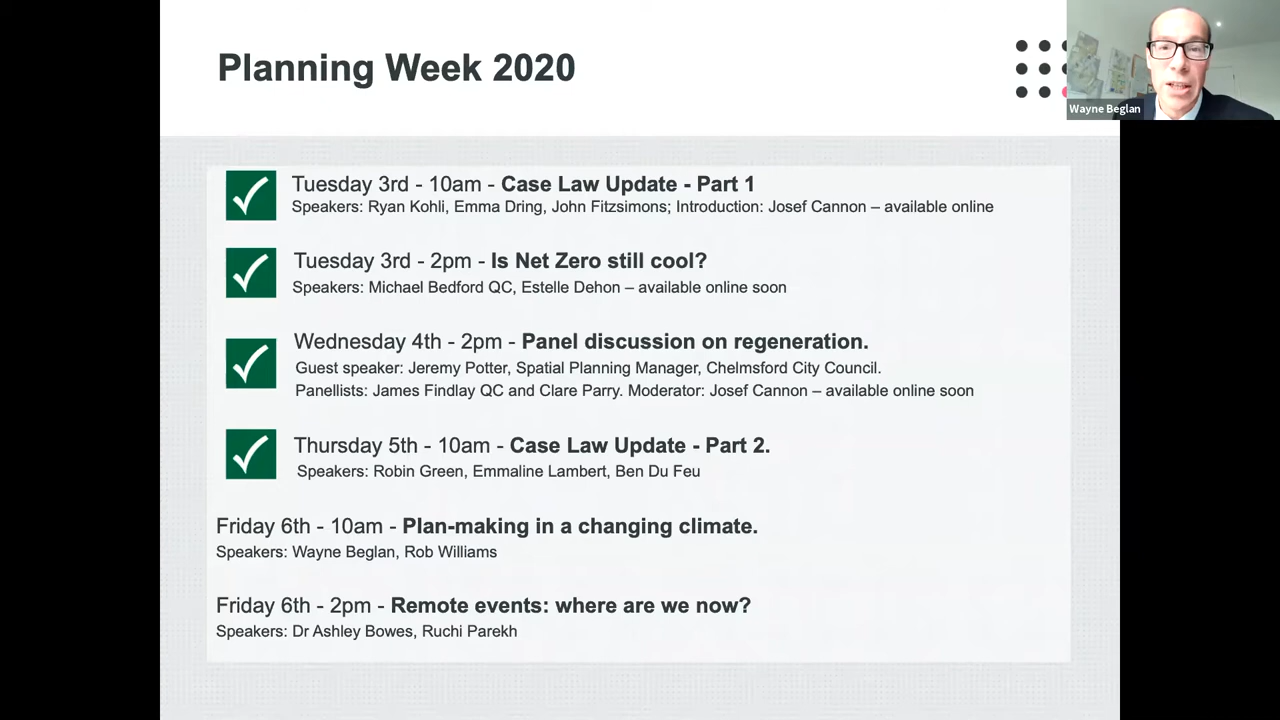 Planning Week 2020
Wayne Beglan
Tuesday 3rd - 10am - Case Law Update - Part 1
Speakers: Ryan Kohli, Emma Dring, John Fitzsimons; Introduction: Josef Cannon – available online
Tuesday 3rd - 2pm - Is Net Zero still cool?
Speakers: Michael Bedford QC, Estelle Dehon – available online soon
Wednesday 4th - 2pm - Panel discussion on regeneration.
Guest speaker: Jeremy Potter, Spatial Planning Manager, Chelmsford City Council.
Panellists: James Findlay QC and Clare Parry. Moderator: Josef Cannon – available online soon
Thursday 5th - 10am - Case Law Update - Part 2.
Speakers: Robin Green, Emmaline Lambert, Ben Du Feu
Friday 6th - 10am - Plan-making in a changing climate.
Speakers: Wayne Beglan, Rob Williams
Friday 6th - 2pm - Remote events: where are we now?
Speakers: Dr Ashley Bowes, Ruchi Parekh